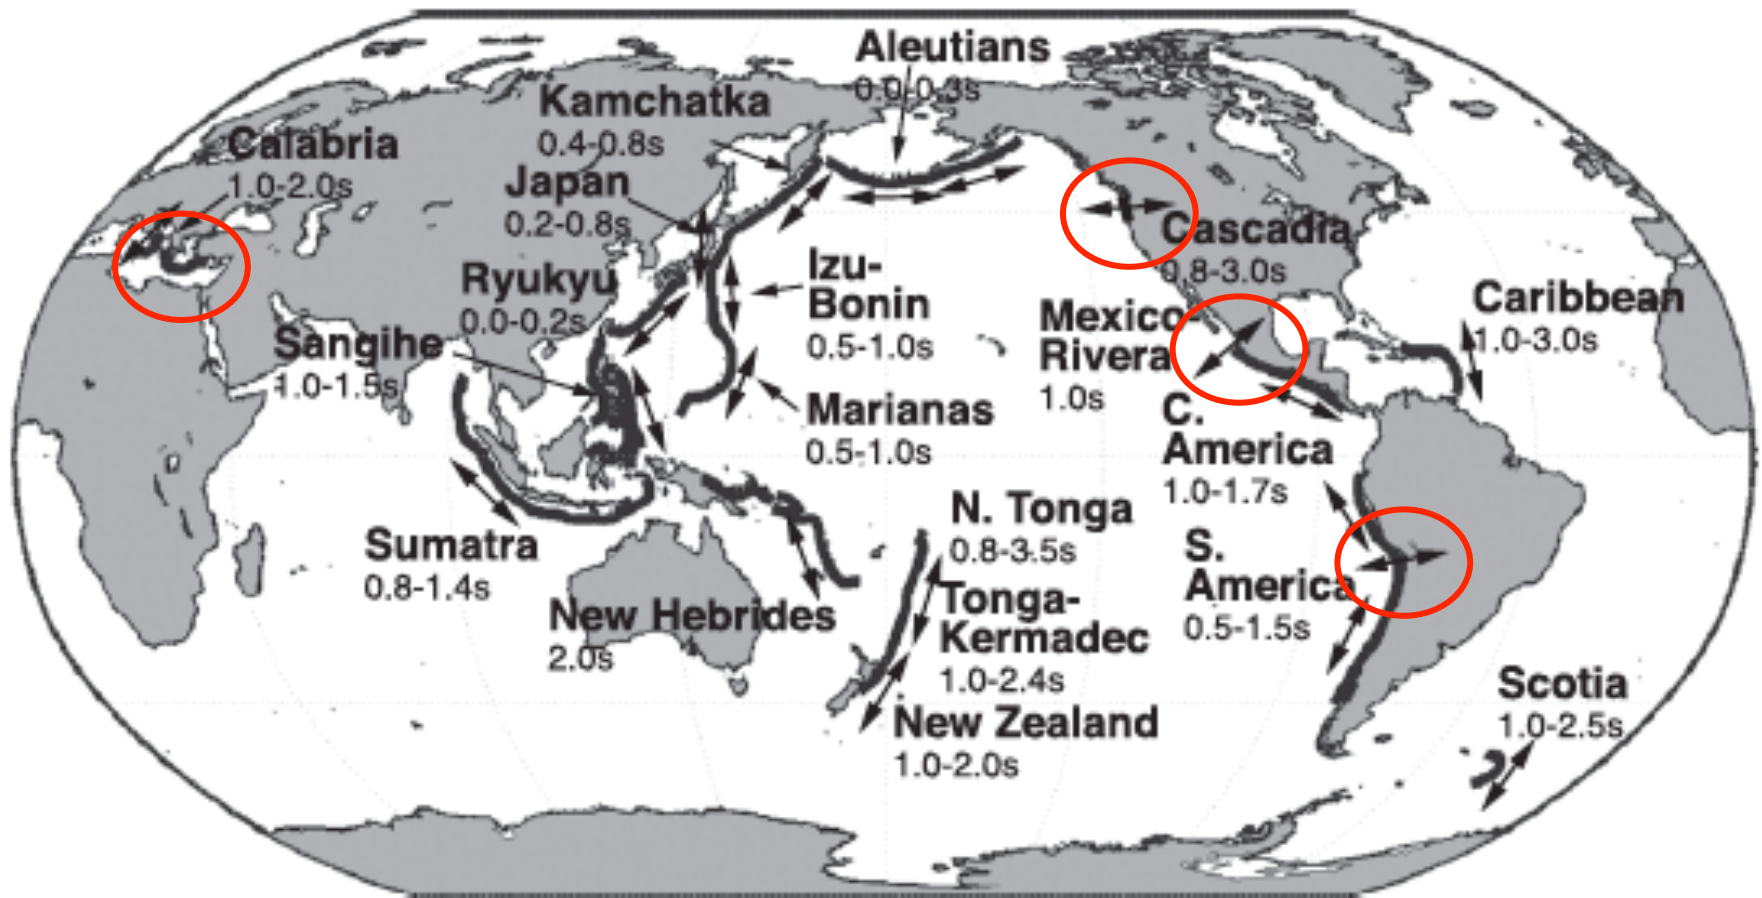 Aleutians
0.0-0.3s
Kamchatka
0.4-0.8s
Calabria
1.0-2.0s
Japan
0.2-0.8s
Cascadia
0.8-3.0s
Ryukyu
0.0-0.2s
Izu-
Bonin
0.5-1.0s
Caribbean
1.0-3.0s
Mexico-
Rivera
1.0s
Sangihe
1.0-1.5s
Marianas
0.5-1.0s
C.
America
1.0-1.7s
N. Tonga
0.8-3.5s
Sumatra
0.8-1.4s
S.
America
0.5-1.5s
New Hebrides
2.0s
Tonga-
Kermadec
1.0-2.4s
New Zealand
1.0-2.0s
Scotia
1.0-2.5s